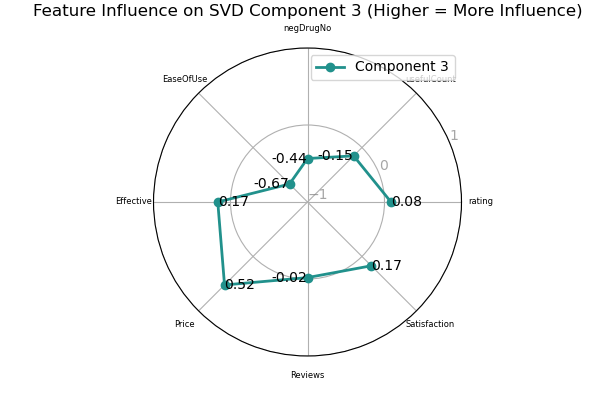 Feature Influence on SVD Component 3 (Higher = More Influence)
negDrugNo
Component 3
EaseOfUse
usefulCount
1
-0.44
-0.15
0
-0.67
−1
Effective
0.17
0.08
rating
0.17
-0.02
0.52
Price
Satisfaction
Reviews